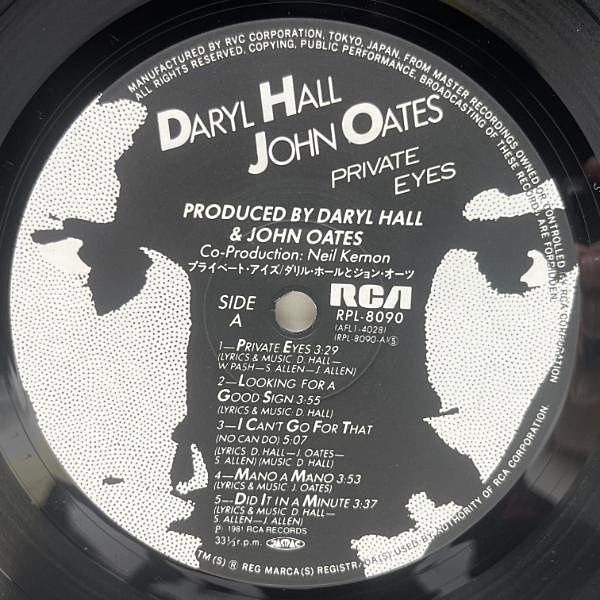 MANUFACTURED BY RVC CORPORATION, TOKYO, JAPAN, FROM MASTER RECORDINGS OWNED OR CONTROLLED BY RCA CORPORATION.
ALL RIGHTS RESERVED. COPYING, PUBLIC PERFORMANCE, BROADCASTING OF THESE RECORDS, ARE FORBIDDEN.
DARYL HALL
JOHN OATES
PRIVATE
EYES
PRODUCED BY DARYL HALL
& JOHN OATES
Co-Production: Neil Kernon
プライベート・アイズ/ダリル・ホールとジョン・オーツ
SIDE
A
RCA
RPL-8090
(AFL1-4028)
(RPL-8090-A) Ⓢ
1—PRIVATE EYES 3:29
(LYRICS & MUSIC: D. HALL—
W. PASH—S. ALLEN—J. ALLEN)
2—LOOKING FOR A
GOOD SIGN 3:55
(LYRICS & MUSIC: D. HALL)
3—I CAN'T GO FOR THAT
(NO CAN DO) 5:07
(LYRICS: D. HALL—J. OATES—
S. ALLEN) (MUSIC: D. HALL)
4—MANO A MANO 3:53
(LYRICS & MUSIC: J. OATES)
5—DID IT IN A MINUTE 3:37
(LYRICS & MUSIC: D. HALL—
S. ALLEN—J. ALLEN)
℗ 1981 RCA RECORDS
33⅓r.p.m.
JASRAC
TM(S) ® REG MARCA(S) REGISTRADA(S) USED BY AUTHORITY OF RCA CORPORATION.